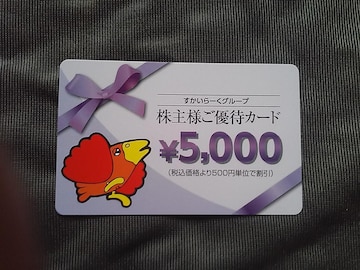 すかいらーくグループ
株主様ご優待カード
¥5,000
(税込価格より500円単位で割引)